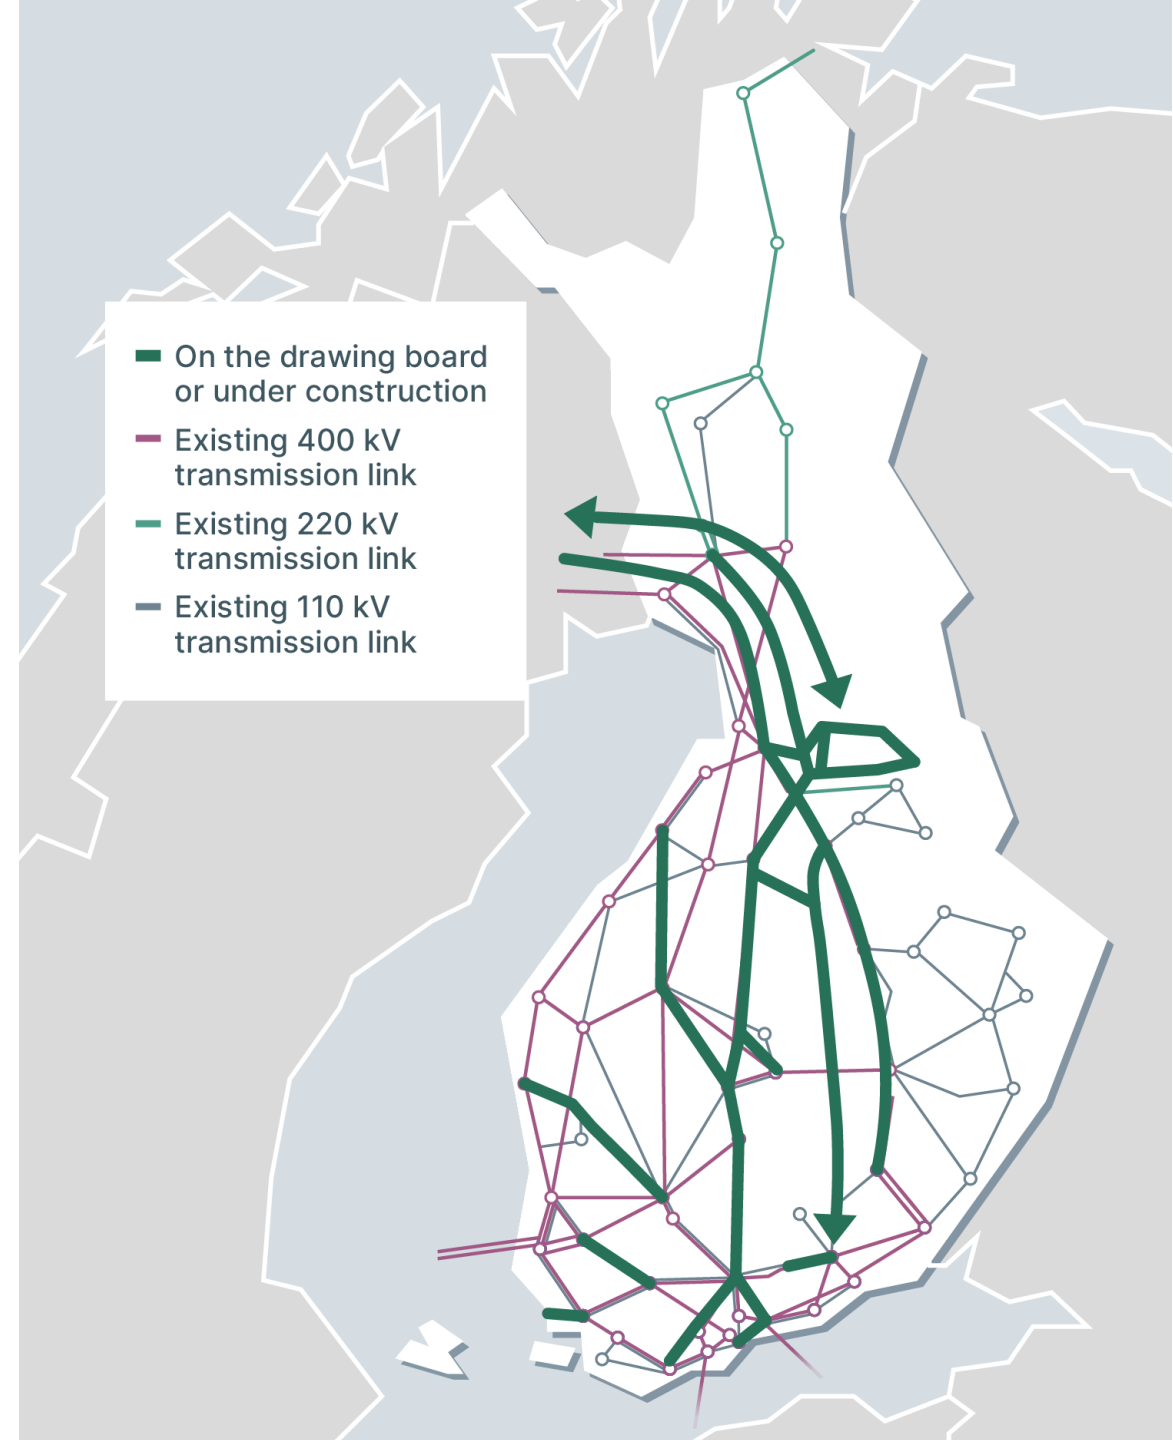 On the drawing board
or under construction
Existing 400 kV
transmission link
Existing 220 kV
transmission link
Existing 110 kV
transmission link